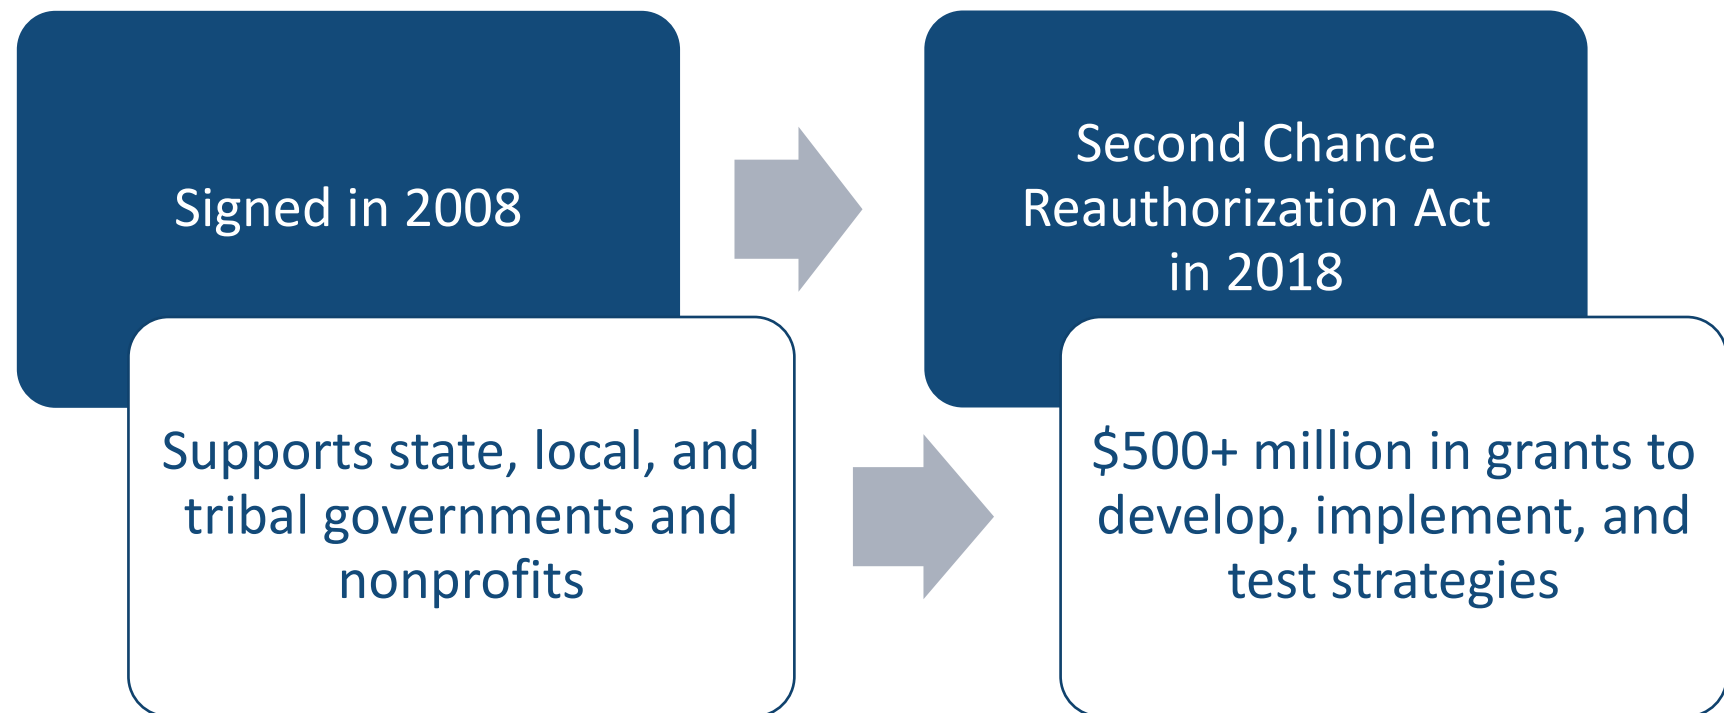 Signed in 2008
Supports state, local, and
tribal governments and
nonprofits
Second Chance
Reauthorization Act
in 2018
$500+ million in grants to
develop, implement, and
test strategies